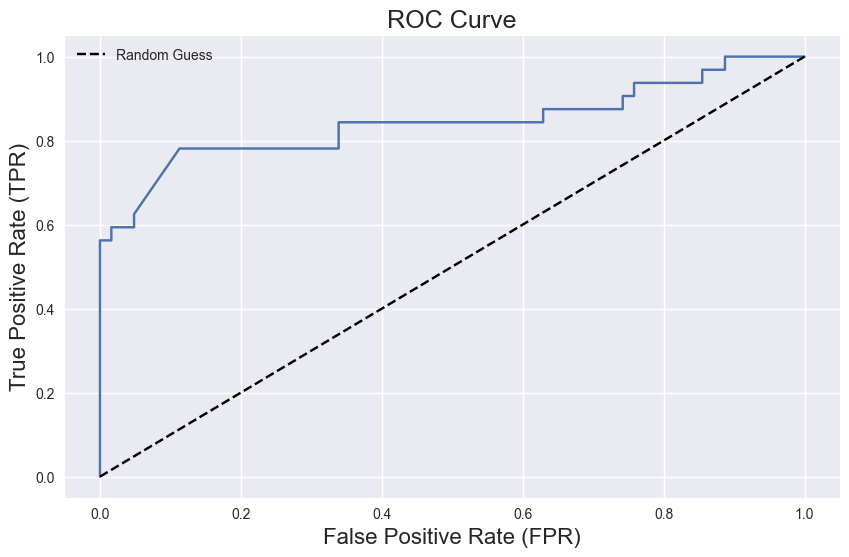 ROC Curve
Random Guess
1.0
0.8
0.6
0.4
0.2
0.0
True Positive Rate (TPR)
0.0 0.2 0.4 0.6 0.8 1.0
False Positive Rate (FPR)